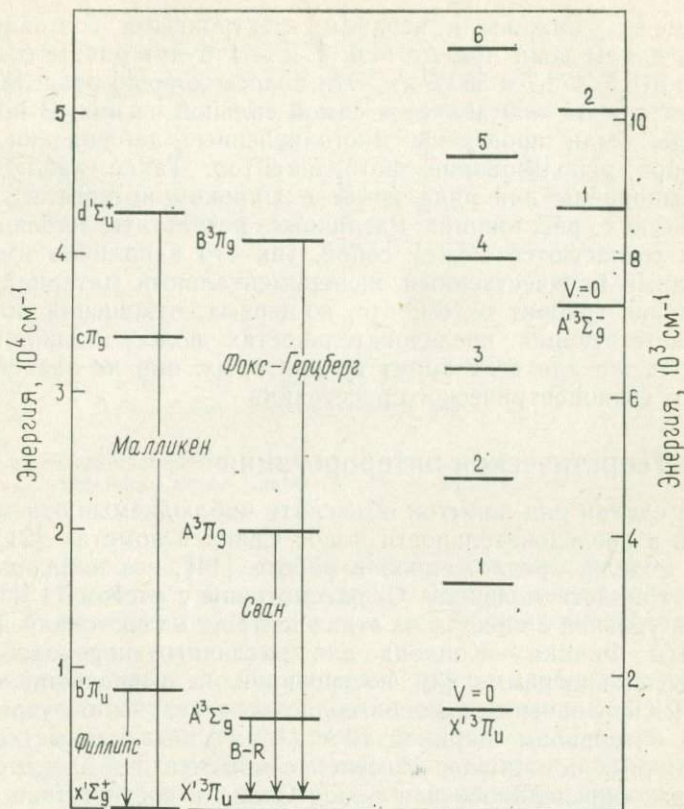 6
5
Энергия, 10⁴ см⁻¹
5
4
3
2
1
d'Σu⁺
cπg
Малликен
b'πu
Филлипс
x'Σg⁺
B³πg
Фокс-Герцберг
A³πg
Сван
A'³Σg⁻
B-R
X'³πu
4
3
2
1
V=0
X'³πu
2
V=0
A'³Σg⁻
10
8
6
4
2
Энергия, 10³ см⁻¹